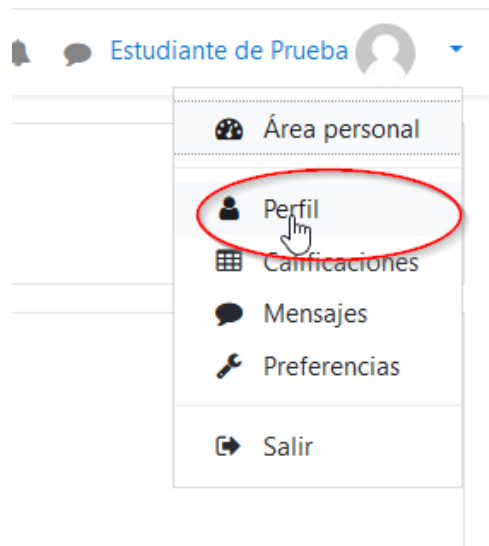 Estudiante de Prueba
Área personal
Perfil
Calificaciones
Mensajes
Preferencias
Salir